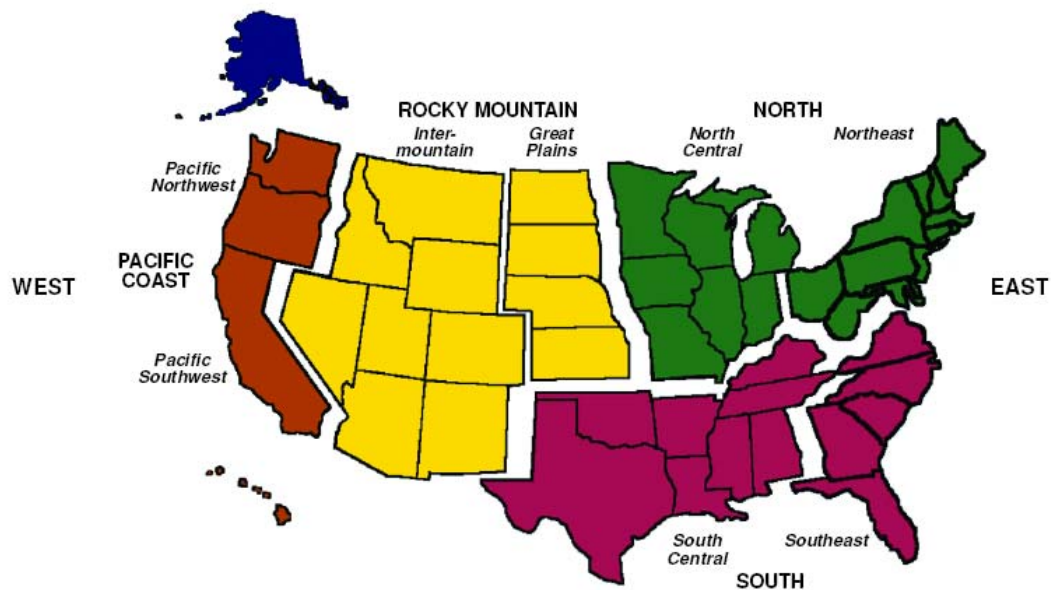 ROCKY MOUNTAIN
NORTH
Inter-
mountain
Great
Plains
North
Central
Northeast
Pacific
Northwest
PACIFIC
COAST
WEST
EAST
Pacific
Southwest
South
Central
Southeast
SOUTH